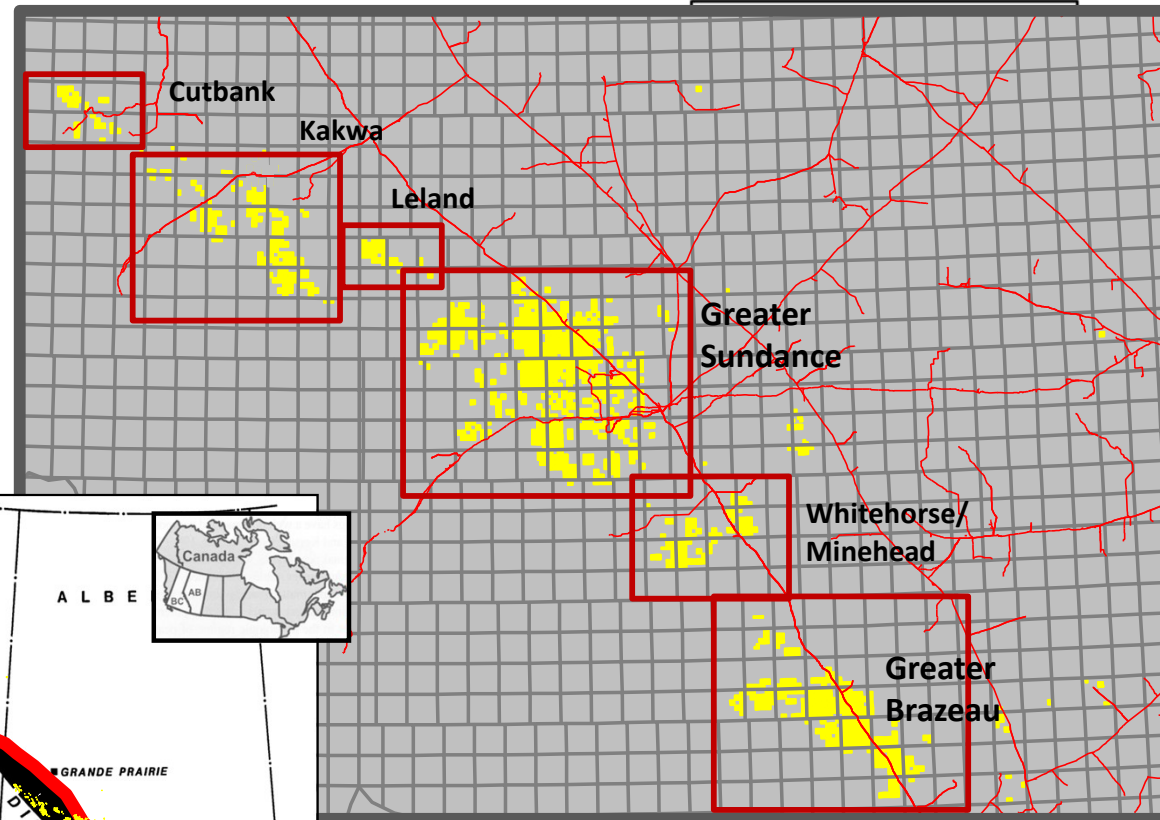 Cutbank
Kakwa
Leland
Greater
Sundance
Whitehorse/
Minehead
Greater
Brazeau
Canada
BC
AB
A L B E
GRANDE PRAIRIE
D I